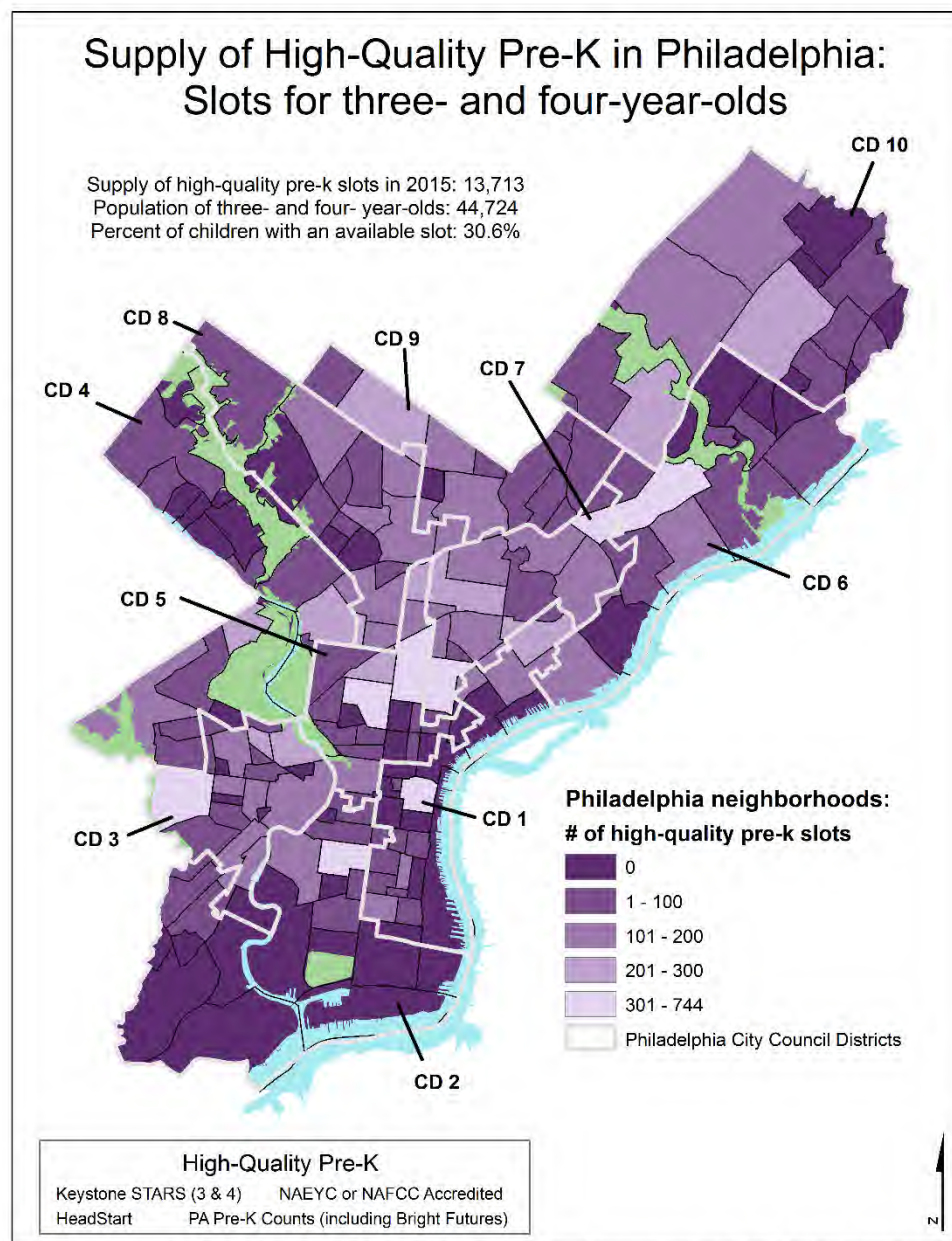 Supply of High-Quality Pre-K in Philadelphia:
Slots for three- and four-year-olds
Supply of high-quality pre-k slots in 2015: 13,713
Population of three- and four- year-olds: 44,724
Percent of children with an available slot: 30.6%
CD 10
CD 8
CD 9
CD 7
CD 4
CD 6
CD 5
CD 3
CD 1
CD 2
Philadelphia neighborhoods:
# of high-quality pre-k slots
0
1 - 100
101 - 200
201 - 300
301 - 744
Philadelphia City Council Districts
High-Quality Pre-K
Keystone STARS (3 & 4) NAEYC or NAFCC Accredited
HeadStart PA Pre-K Counts (including Bright Futures)
N